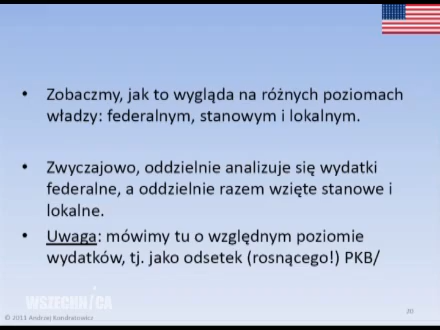 • Zobaczmy, jak to wygląda na różnych poziomach
władzy: federalnym, stanowym i lokalnym.
• Zwyczajowo, oddzielnie analizuje się wydatki
federalne, a oddzielnie razem wzięte stanowe i
lokalne.
• Uwaga: mówimy tu o względnym poziomie
wydatków, tj. jako odsetek (rosnącego!) PKB/
WSZECHNICA
© 2011 Andrzej Kondratowicz
20